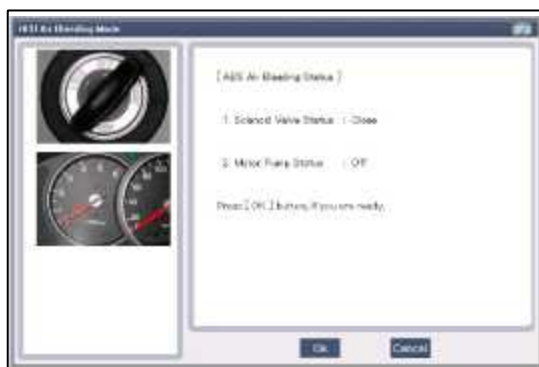 Air Bleeding Mode
[ ABS Air Bleeding Status ]
1. Solenoid Valve Status : Close
2. Motor Pump Status : Off
Press [ OK ] button, if you are ready.
Ok Cancel